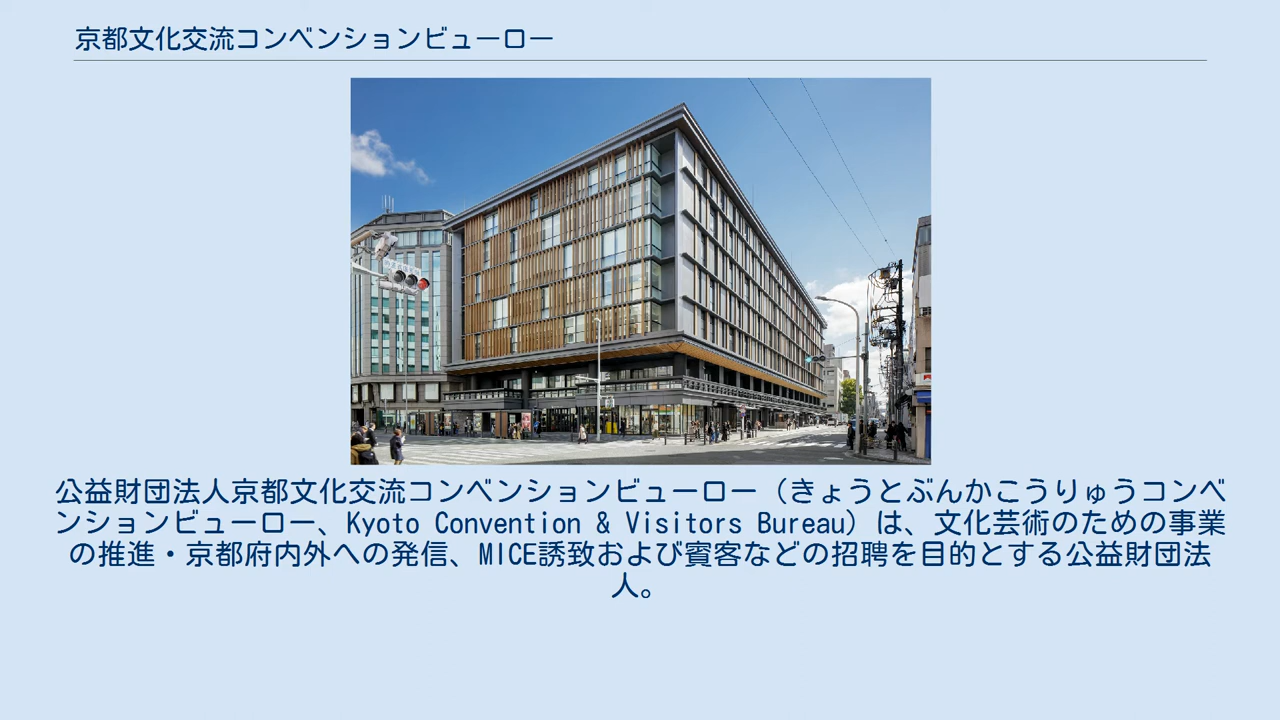 京都文化交流コンベンションビューロー
公益財団法人京都文化交流コンベンションビューロー（きょうとぶんかこうりゅうコンベ
ンションビューロー、Kyoto Convention & Visitors Bureau）は、文化芸術のための事業
の推進・京都府内外への発信、MICE誘致および賓客などの招聘を目的とする公益財団法
人。